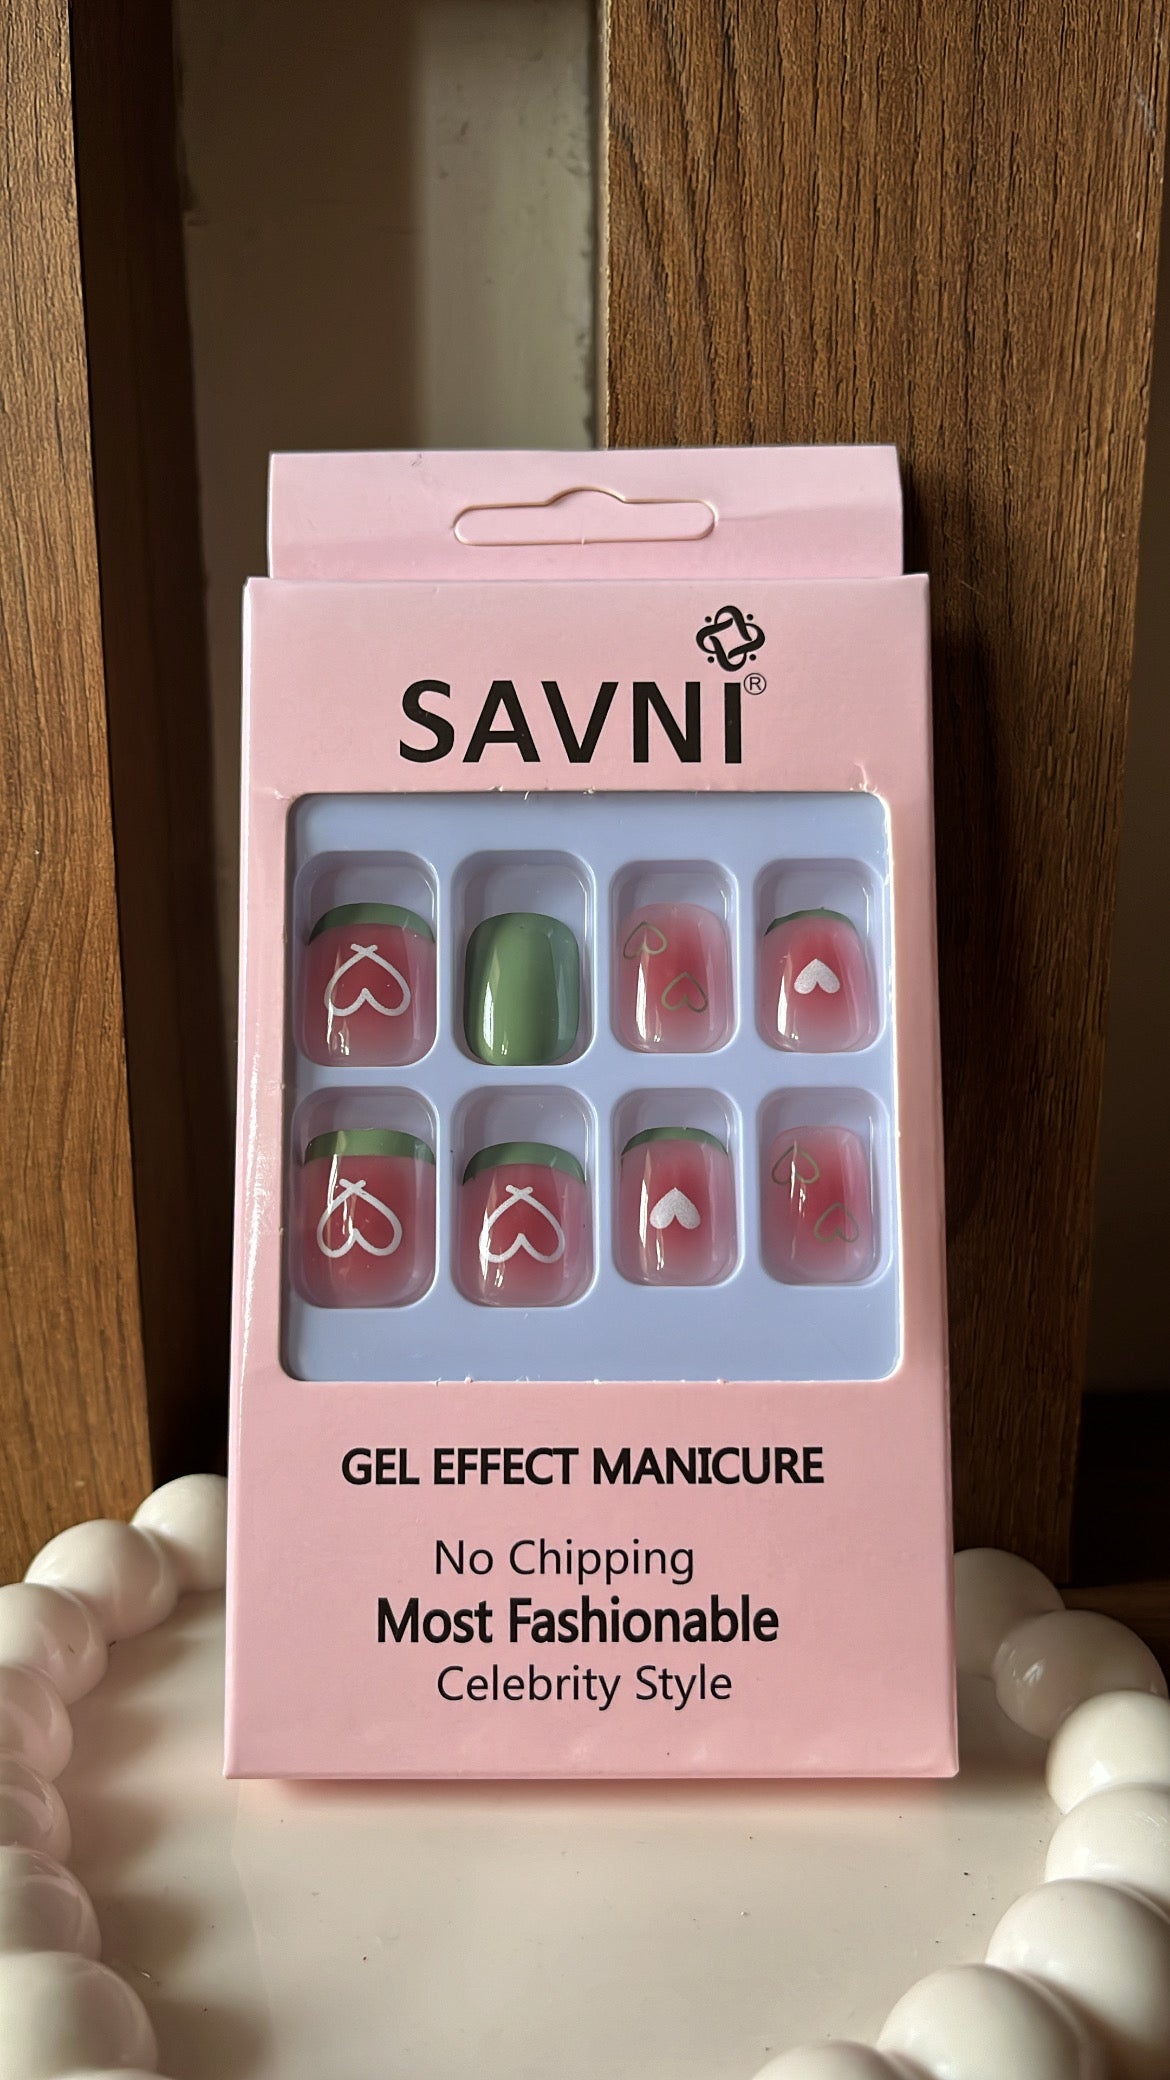 SAVNI®
GEL EFFECT MANICURE
No Chipping
Most Fashionable
Celebrity Style